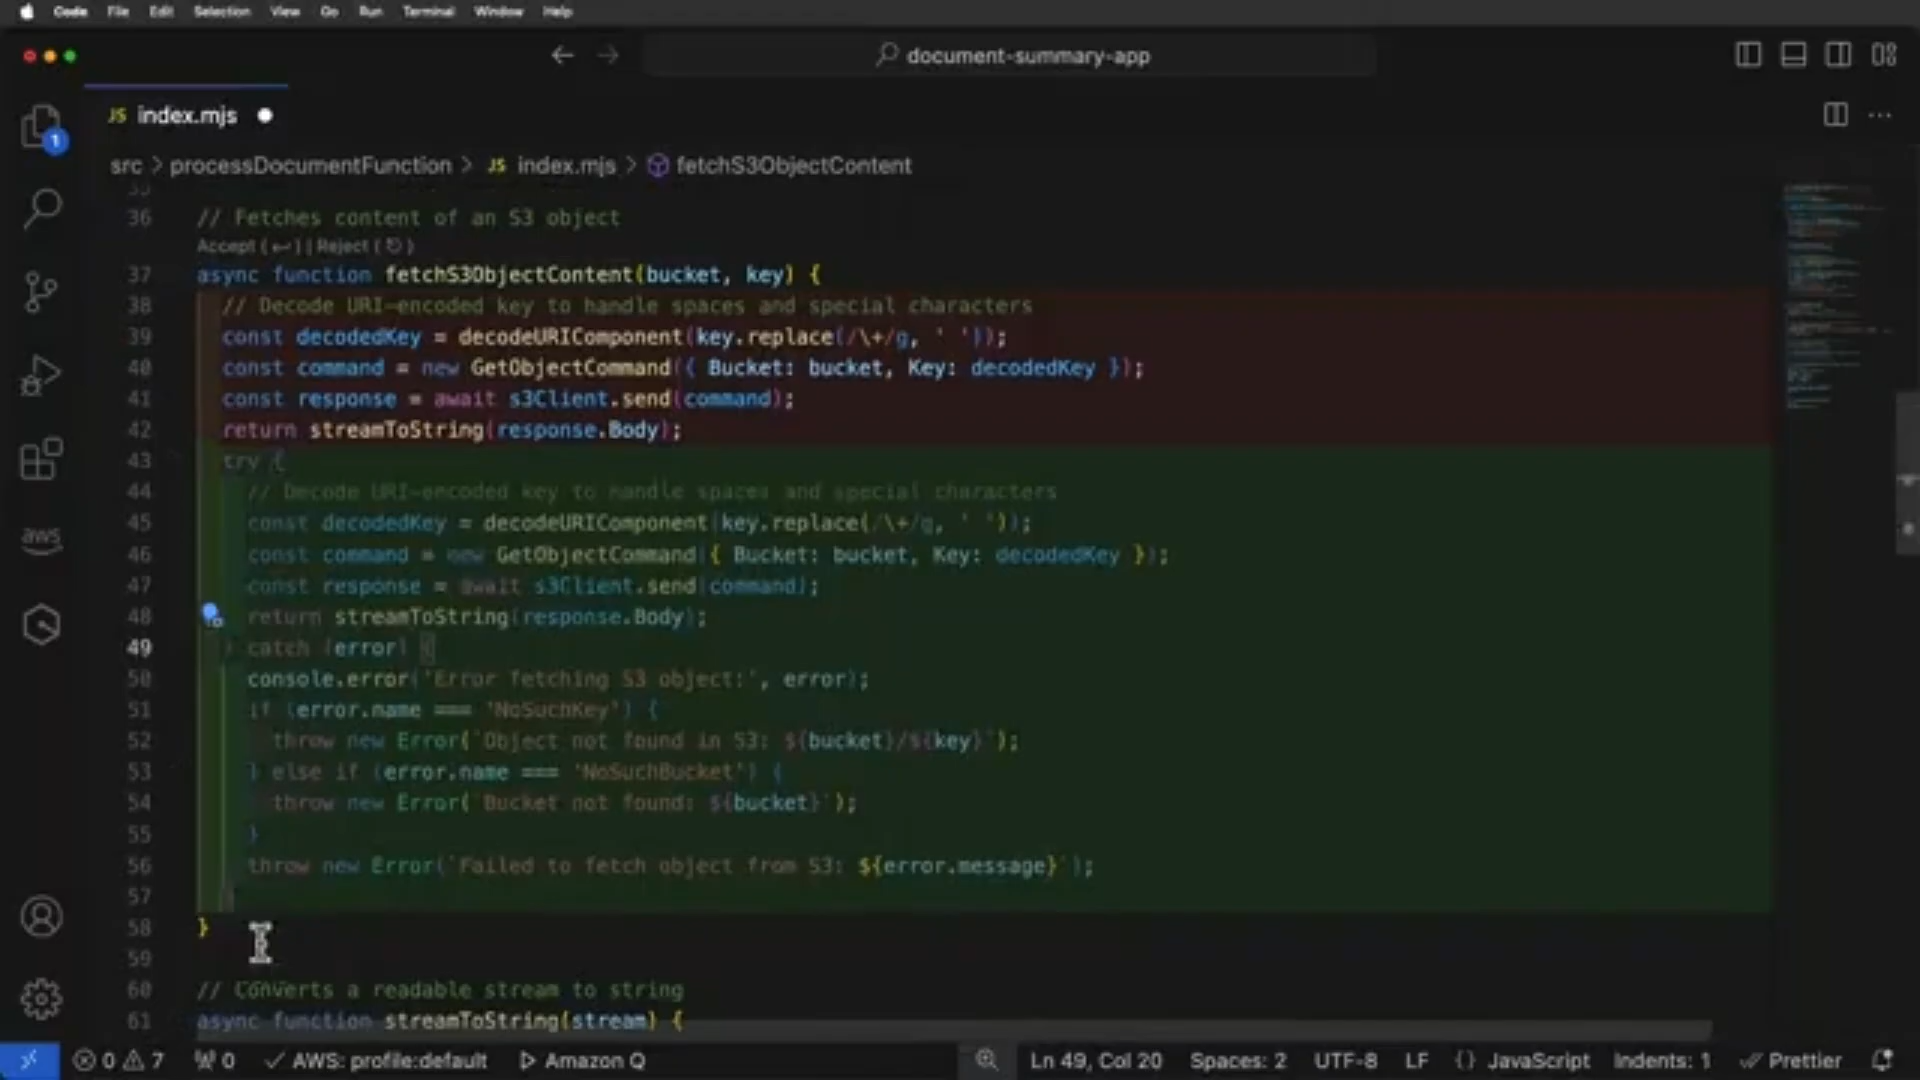 Code File Edit Selection View Go Run Terminal Window Help
document-summary-app
JS index.mjs
1
src > processDocumentFunction > JS index.mjs > fetchS3ObjectContent
35
36 // Fetches content of an S3 object
Accept ( ↵ ) | Reject ( )
37 async function fetchS3ObjectContent(bucket, key) {
38 // Decode URI-encoded key to handle spaces and special characters
39 const decodedKey = decodeURIComponent(key.replace(/\+/g, ' '));
40 const command = new GetObjectCommand({ Bucket: bucket, Key: decodedKey });
41 const response = await s3Client.send(command);
42 return streamToString(response.Body);
43 try {
44 // Decode URI-encoded key to handle spaces and special characters
45 const decodedKey = decodeURIComponent(key.replace(/\+/g, ' '));
46 const command = new GetObjectCommand({ Bucket: bucket, Key: decodedKey });
47 const response = await s3Client.send(command);
48 return streamToString(response.Body);
49 } catch (error) {
50 console.error('Error fetching S3 object:', error);
51 if (error.name === 'NoSuchKey') {
52 throw new Error(`Object not found in S3: ${bucket}/${key}`);
53 } else if (error.name === 'NoSuchBucket') {
54 throw new Error(`Bucket not found: ${bucket}`);
55 }
56 throw new Error(`Failed to fetch object from S3: ${error.message}`);
57 }
58 }
59
60 // Converts a readable stream to string
61 async function streamToString(stream) {
aws
0 7 0 AWS: profile:default Amazon Q Ln 49, Col 20 Spaces: 2 UTF-8 LF {} JavaScript Indents: 1 Prettier